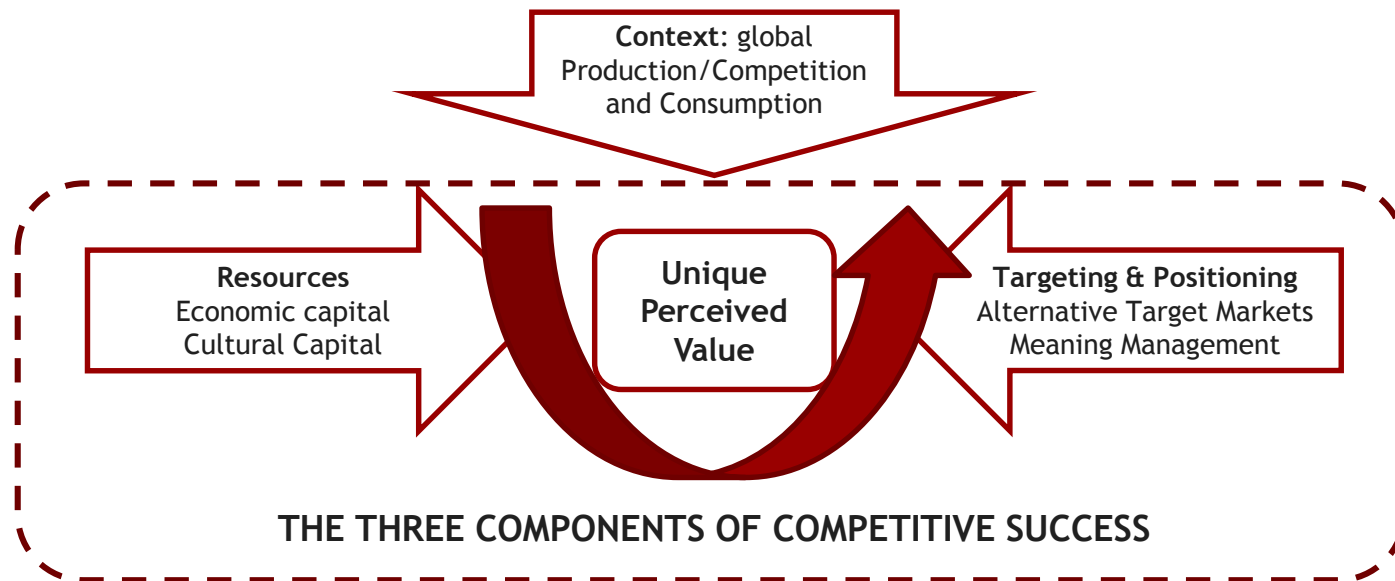 Context: global
Production/Competition
and Consumption
Resources
Economic capital
Cultural Capital
Unique
Perceived
Value
Targeting & Positioning
Alternative Target Markets
Meaning Management
THE THREE COMPONENTS OF COMPETITIVE SUCCESS